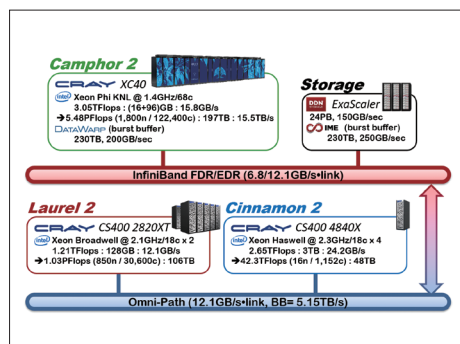 Camphor 2
CRAY XC40
intel Xeon Phi KNL @ 1.4GHz/68c
3.05TFlops : (16+96)GB : 15.8GB/s
➔5.48PFlops (1,800n / 122,400c) : 197TB : 15.5TB/s
DATAWARP (burst buffer)
230TB, 200GB/sec
Storage
DDN STORAGE ExaScaler
24PB, 150GB/sec
IME (burst buffer)
230TB, 250GB/sec
InfiniBand FDR/EDR (6.8/12.1GB/s•link)
Laurel 2
CRAY CS400 2820XT
intel Xeon Broadwell @ 2.1GHz/18c x 2
1.21TFlops : 128GB : 12.1GB/s
➔1.03PFlops (850n / 30,600c) : 106TB
Cinnamon 2
CRAY CS400 4840X
intel Xeon Haswell @ 2.3GHz/18c x 4
2.65TFlops : 3TB : 24.2GB/s
➔42.3TFlops (16n / 1,152c) : 48TB
Omni-Path (12.1GB/s•link, BB= 5.15TB/s)